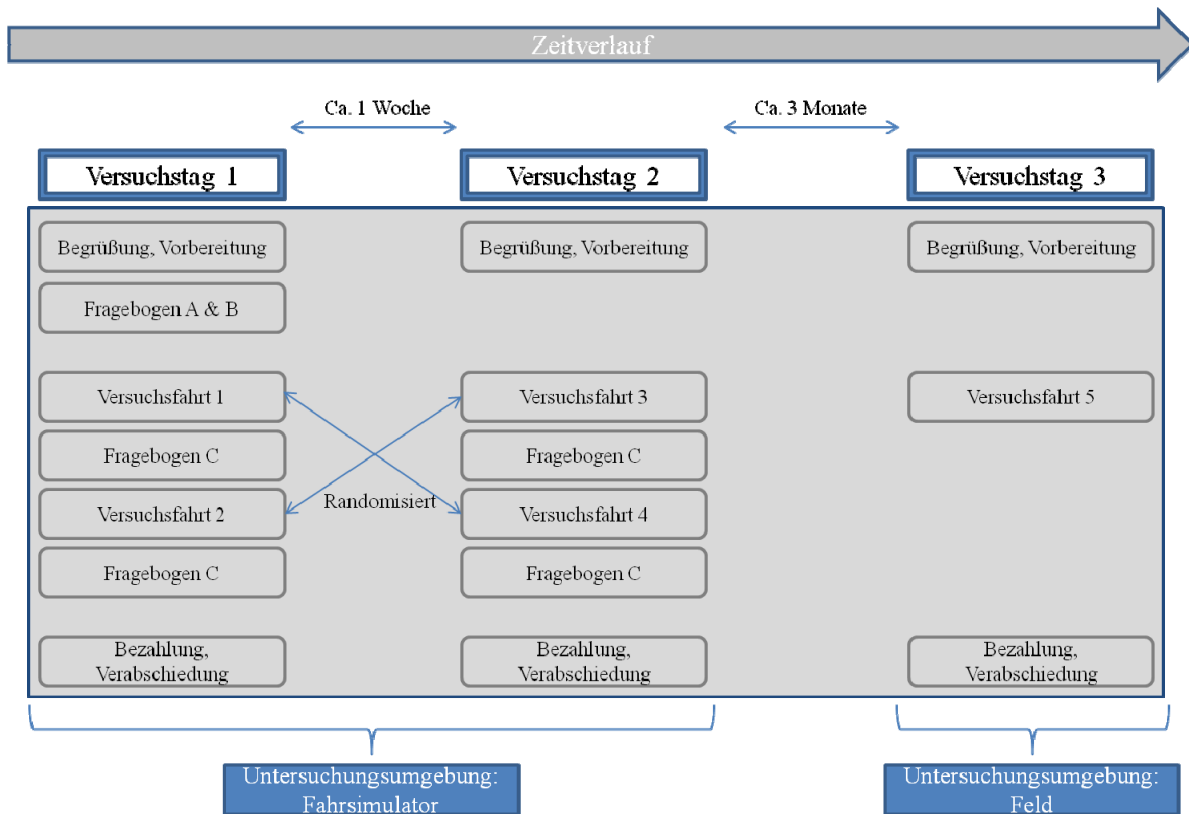 Zeitverlauf
Ca. 1 Woche
Ca. 3 Monate
Versuchstag 1
Versuchstag 2
Versuchstag 3
Begrüßung, Vorbereitung
Begrüßung, Vorbereitung
Begrüßung, Vorbereitung
Fragebogen A & B
Versuchsfahrt 1
Versuchsfahrt 3
Versuchsfahrt 5
Fragebogen C
Fragebogen C
Randomisiert
Versuchsfahrt 2
Versuchsfahrt 4
Fragebogen C
Fragebogen C
Bezahlung,
Verabschiedung
Bezahlung,
Verabschiedung
Bezahlung,
Verabschiedung
Untersuchungsumgebung:
Fahrsimulator
Untersuchungsumgebung:
Feld